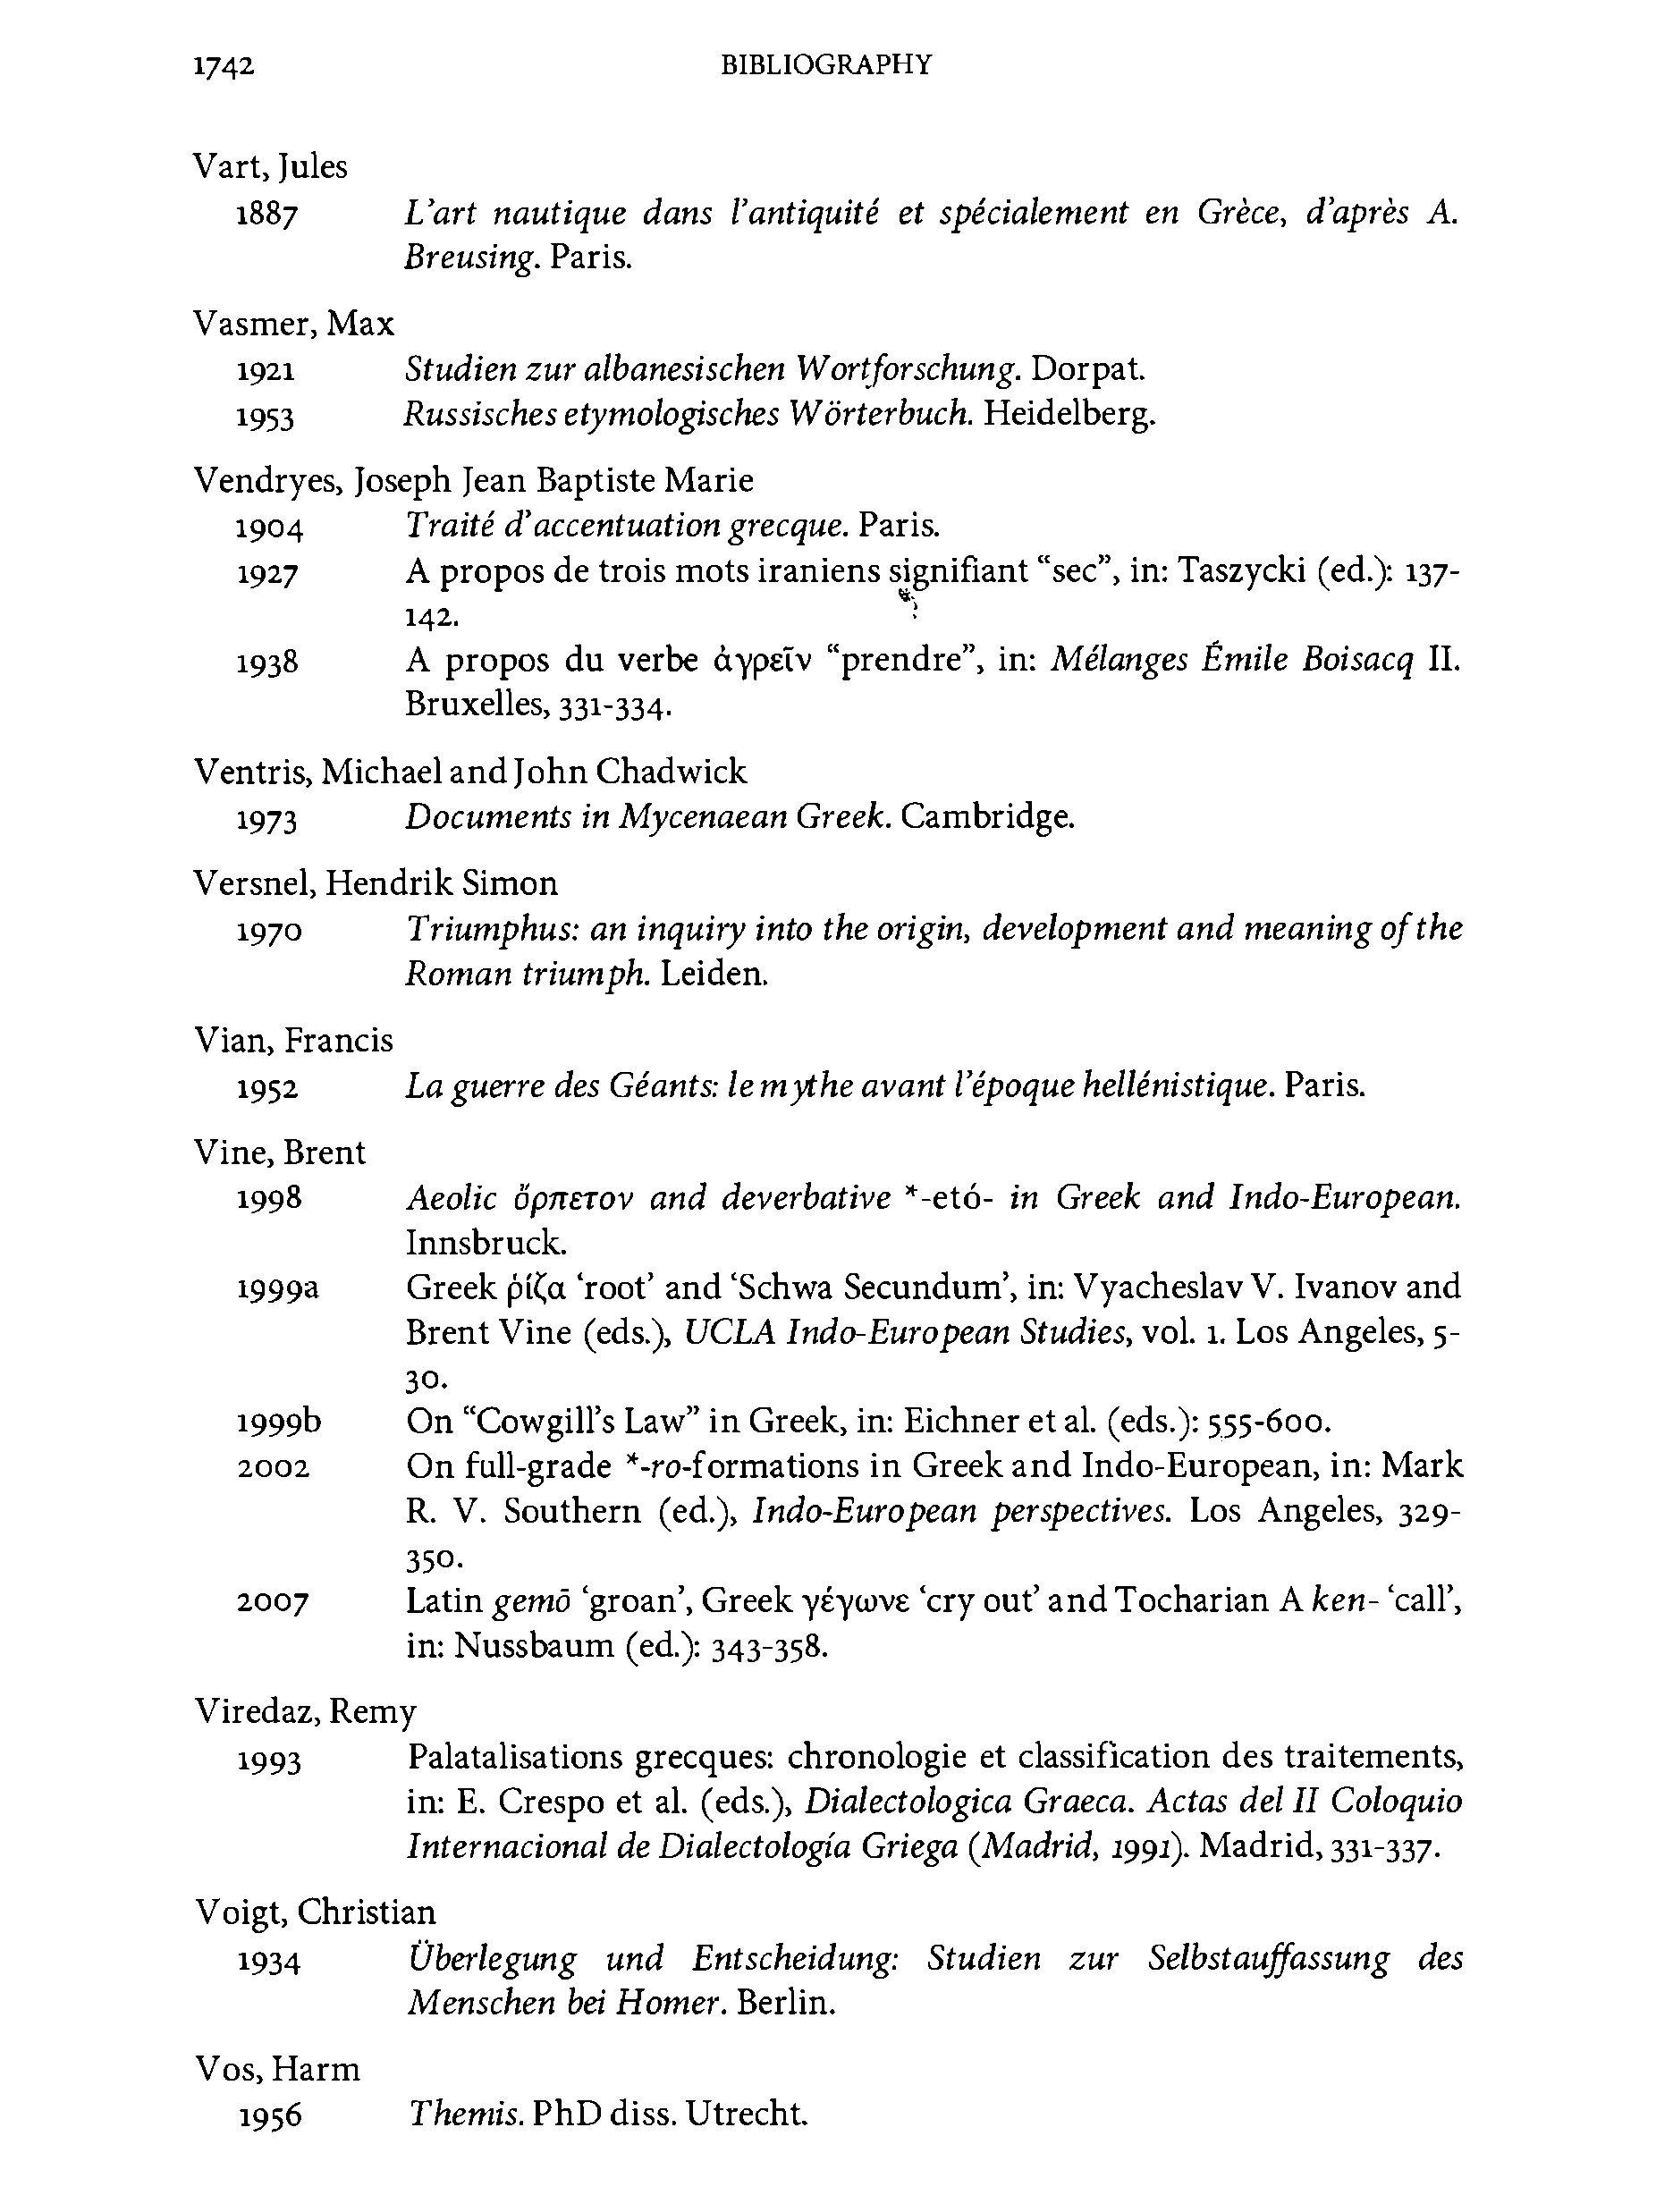 1742 BIBLIOGRAPHY
Vart, Jules
1887 L’art nautique dans l’antiquité et spécialement en Grèce, d’après A.
Breusing. Paris.
Vasmer, Max
1921 Studien zur albanesischen Wortforschung. Dorpat.
1953 Russisches etymologisches Wörterbuch. Heidelberg.
Vendryes, Joseph Jean Baptiste Marie
1904 Traité d’accentuation grecque. Paris.
1927 A propos de trois mots iraniens signifiant “sec”, in: Taszycki (ed.): 137-
142.
1938 A propos du verbe ἀγρεῖν “prendre”, in: Mélanges Émile Boisacq II.
Bruxelles, 331-334.
Ventris, Michael and John Chadwick
1973 Documents in Mycenaean Greek. Cambridge.
Versnel, Hendrik Simon
1970 Triumphus: an inquiry into the origin, development and meaning of the
Roman triumph. Leiden.
Vian, Francis
1952 La guerre des Géants: le mythe avant l’époque hellénistique. Paris.
Vine, Brent
1998 Aeolic ὄρπετον and deverbative *-etó- in Greek and Indo-European.
Innsbruck.
1999a Greek ῥίζα ‘root’ and ‘Schwa Secundum’, in: Vyacheslav V. Ivanov and
Brent Vine (eds.), UCLA Indo-European Studies, vol. 1. Los Angeles, 5-
30.
1999b On “Cowgill’s Law” in Greek, in: Eichner et al. (eds.): 555-600.
2002 On full-grade *-ro-formations in Greek and Indo-European, in: Mark
R. V. Southern (ed.), Indo-European perspectives. Los Angeles, 329-
350.
2007 Latin gemō ‘groan’, Greek γέγωνε ‘cry out’ and Tocharian A ken- ‘call’,
in: Nussbaum (ed.): 343-358.
Viredaz, Remy
1993 Palatalisations grecques: chronologie et classification des traitements,
in: E. Crespo et al. (eds.), Dialectologica Graeca. Actas del II Coloquio
Internacional de Dialectología Griega (Madrid, 1991). Madrid, 331-337.
Voigt, Christian
1934 Überlegung und Entscheidung: Studien zur Selbstauffassung des
Menschen bei Homer. Berlin.
Vos, Harm
1956 Themis. PhD diss. Utrecht.